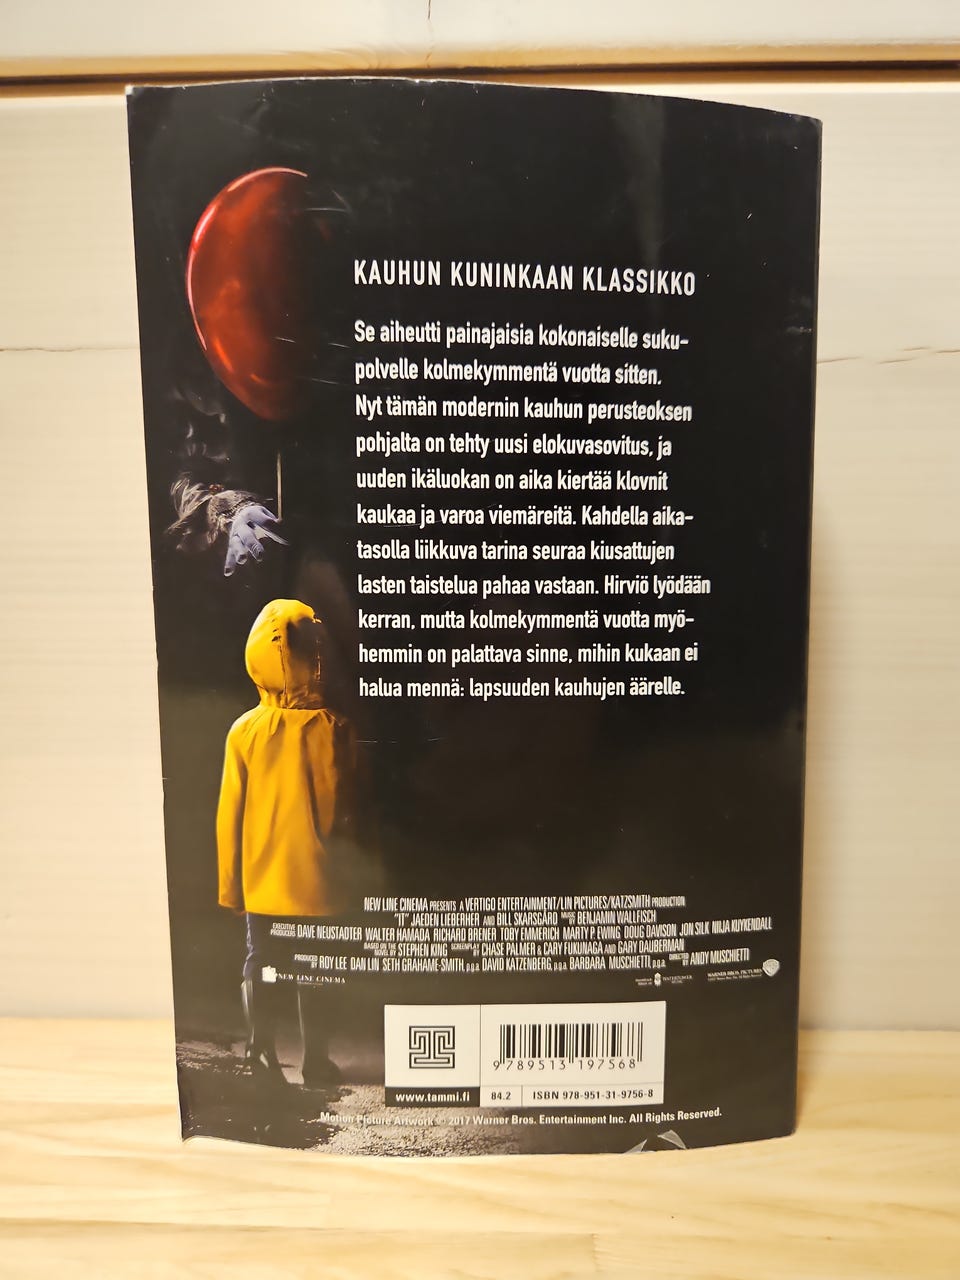 KAUHUN KUNINKAAN KLASSIKKO
Se aiheutti painajaisia kokonaiselle suku-
polvelle kolmekymmentä vuotta sitten.
Nyt tämän modernin kauhun perusteoksen
pohjalta on tehty uusi elokuvasovitus, ja
uuden ikäluokan on aika kiertää klovnit
kaukaa ja varoa viemäreitä. Kahdella aika-
tasolla liikkuva tarina seuraa kiusattujen
lasten taistelua pahaa vastaan. Hirviö lyödään
kerran, mutta kolmekymmentä vuotta myö-
hemmin on palattava sinne, mihin kukaan ei
halua mennä: lapsuuden kauhujen äärelle.
NEW LINE CINEMA PRESENTS A VERTIGO ENTERTAINMENT/LIN PICTURES/KATZSMITH PRODUCTION
"IT" JAEDEN LIEBERHER AND BILL SKARSGÅRD MUSIC BY BENJAMIN WALLFISCH
EXECUTIVE PRODUCERS DAVE NEUSTADTER WALTER HAMADA RICHARD BRENER TOBY EMMERICH MARTY P. EWING DOUG DAVISON JON SILK NIIJA KUYKENDALL
BASED ON THE NOVEL BY STEPHEN KING SCREENPLAY BY CHASE PALMER & CARY FUKUNAGA AND GARY DAUBERMAN
PRODUCED BY ROY LEE DAN LIN SETH GRAHAME-SMITH, p.g.a. DAVID KATZENBERG, p.g.a. BARBARA MUSCHIETTI, p.g.a. DIRECTED BY ANDY MUSCHIETTI
NEW LINE CINEMA WATERTOWER MUSIC WARNER BROS. PICTURES
9 789513 197568
www.tammi.fi 84.2 ISBN 978-951-31-9756-8
Motion Picture Artwork © 2017 Warner Bros. Entertainment Inc. All Rights Reserved.